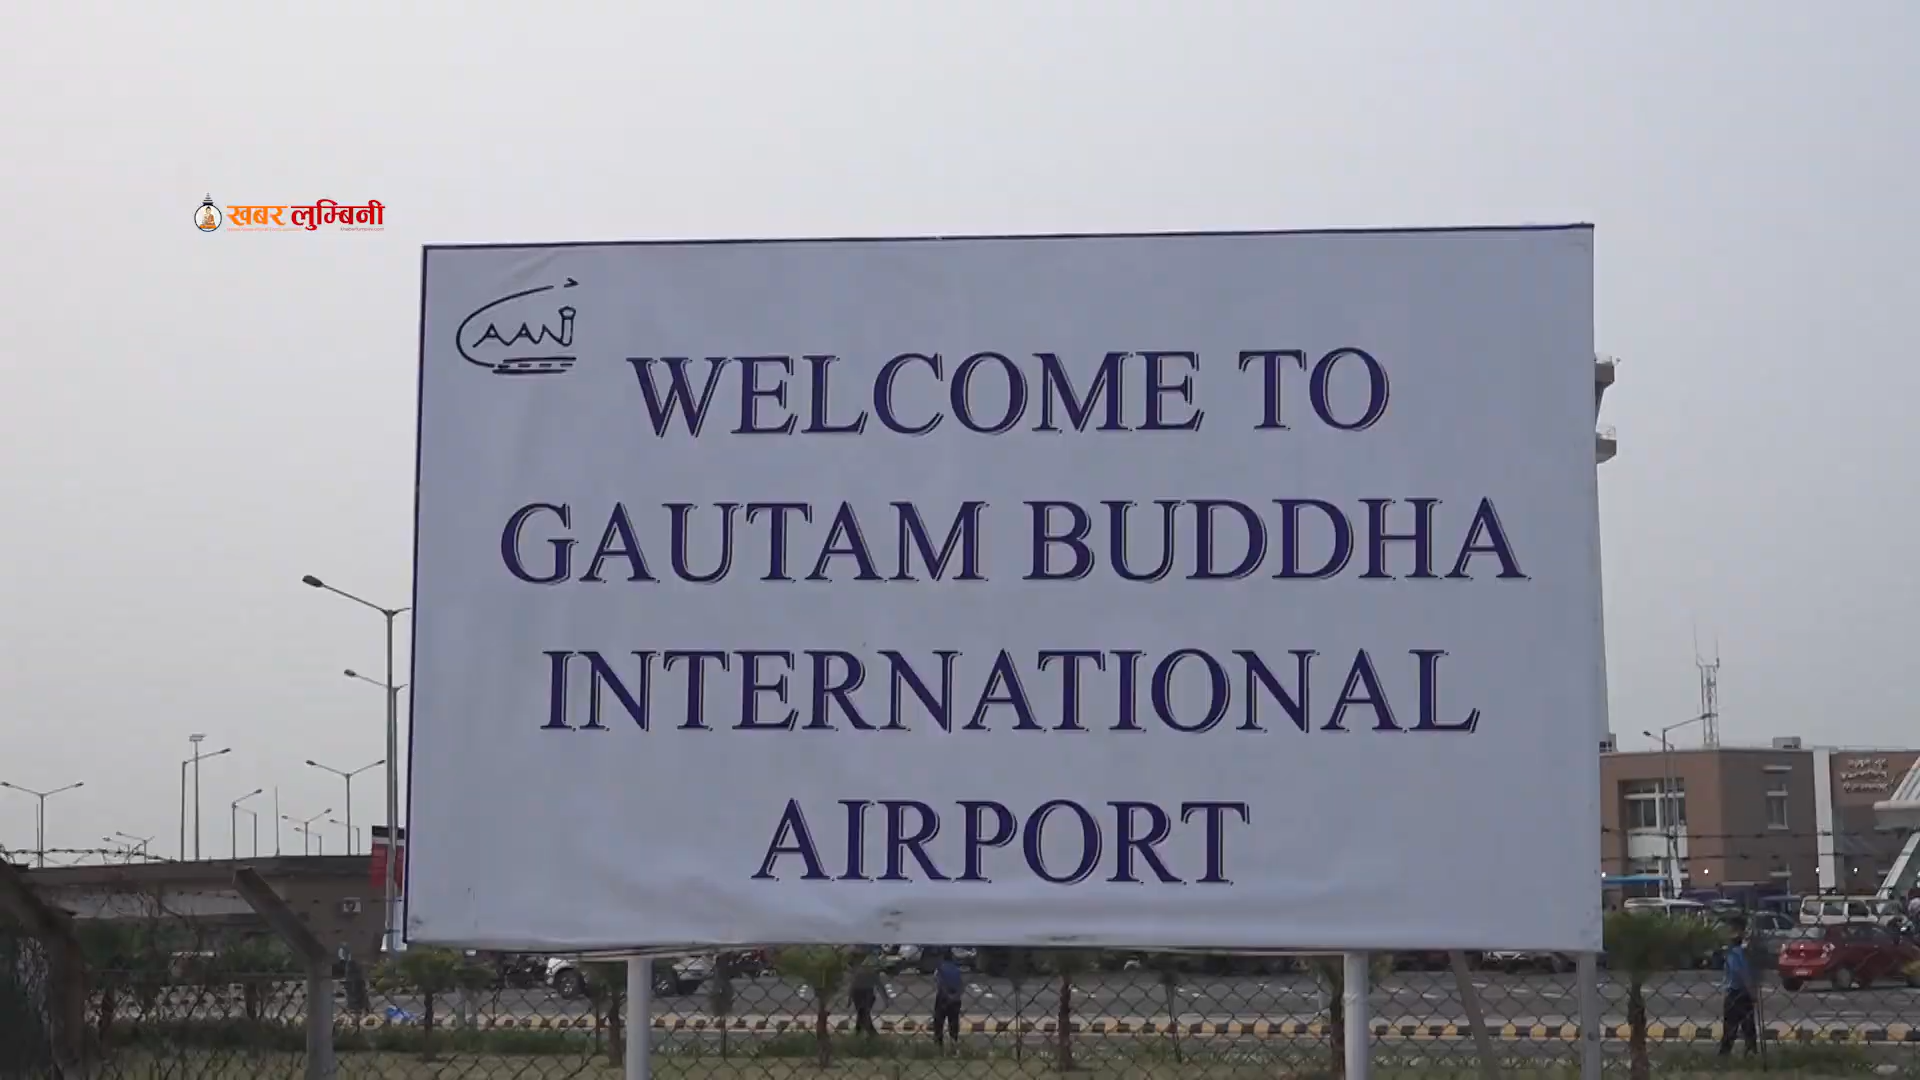 खबर लुम्बिनी
CAAN
WELCOME TO
GAUTAM BUDDHA
INTERNATIONAL
AIRPORT